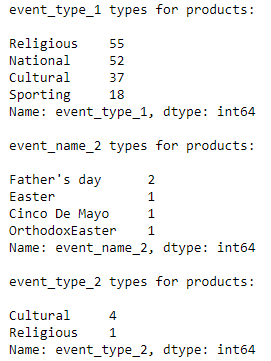 event_type_1 types for products:
Religious 55
National 52
Cultural 37
Sporting 18
Name: event_type_1, dtype: int64
event_name_2 types for products:
Father's day 2
Easter 1
Cinco De Mayo 1
OrthodoxEaster 1
Name: event_name_2, dtype: int64
event_type_2 types for products:
Cultural 4
Religious 1
Name: event_type_2, dtype: int64